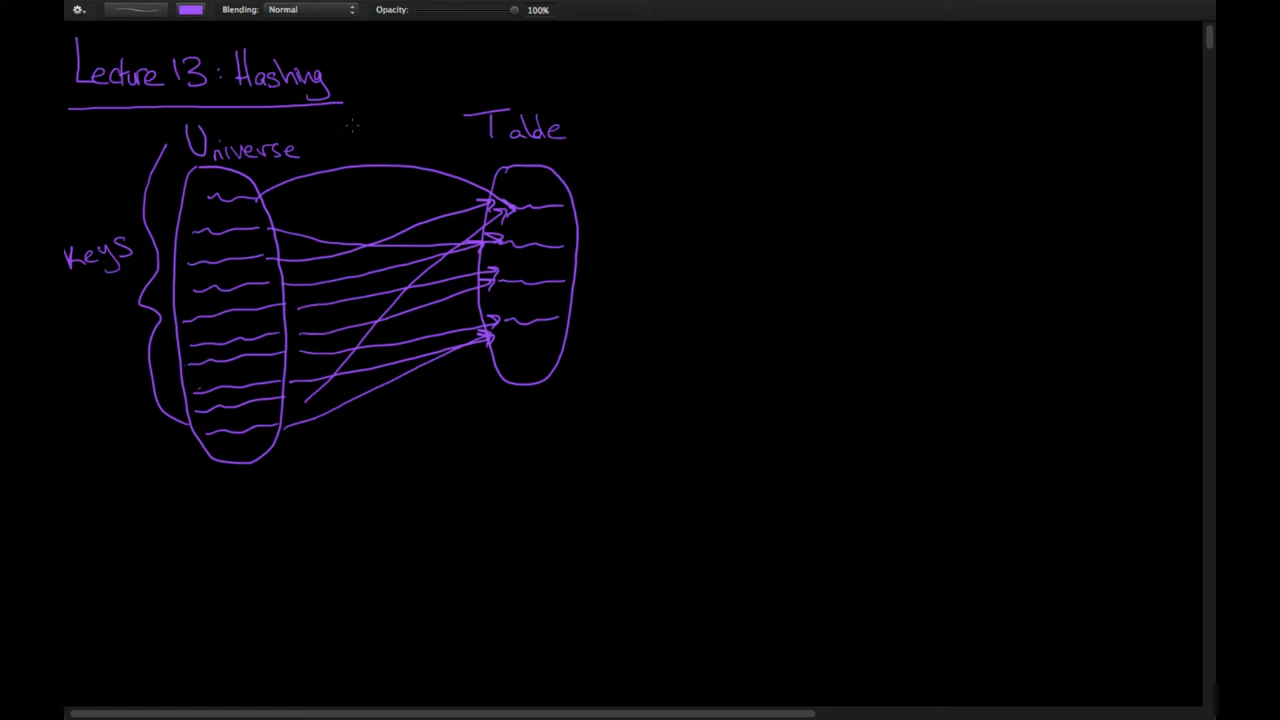 Blending: Normal Opacity: 100%
Lecture 13: Hashing
Universe
Table
Keys